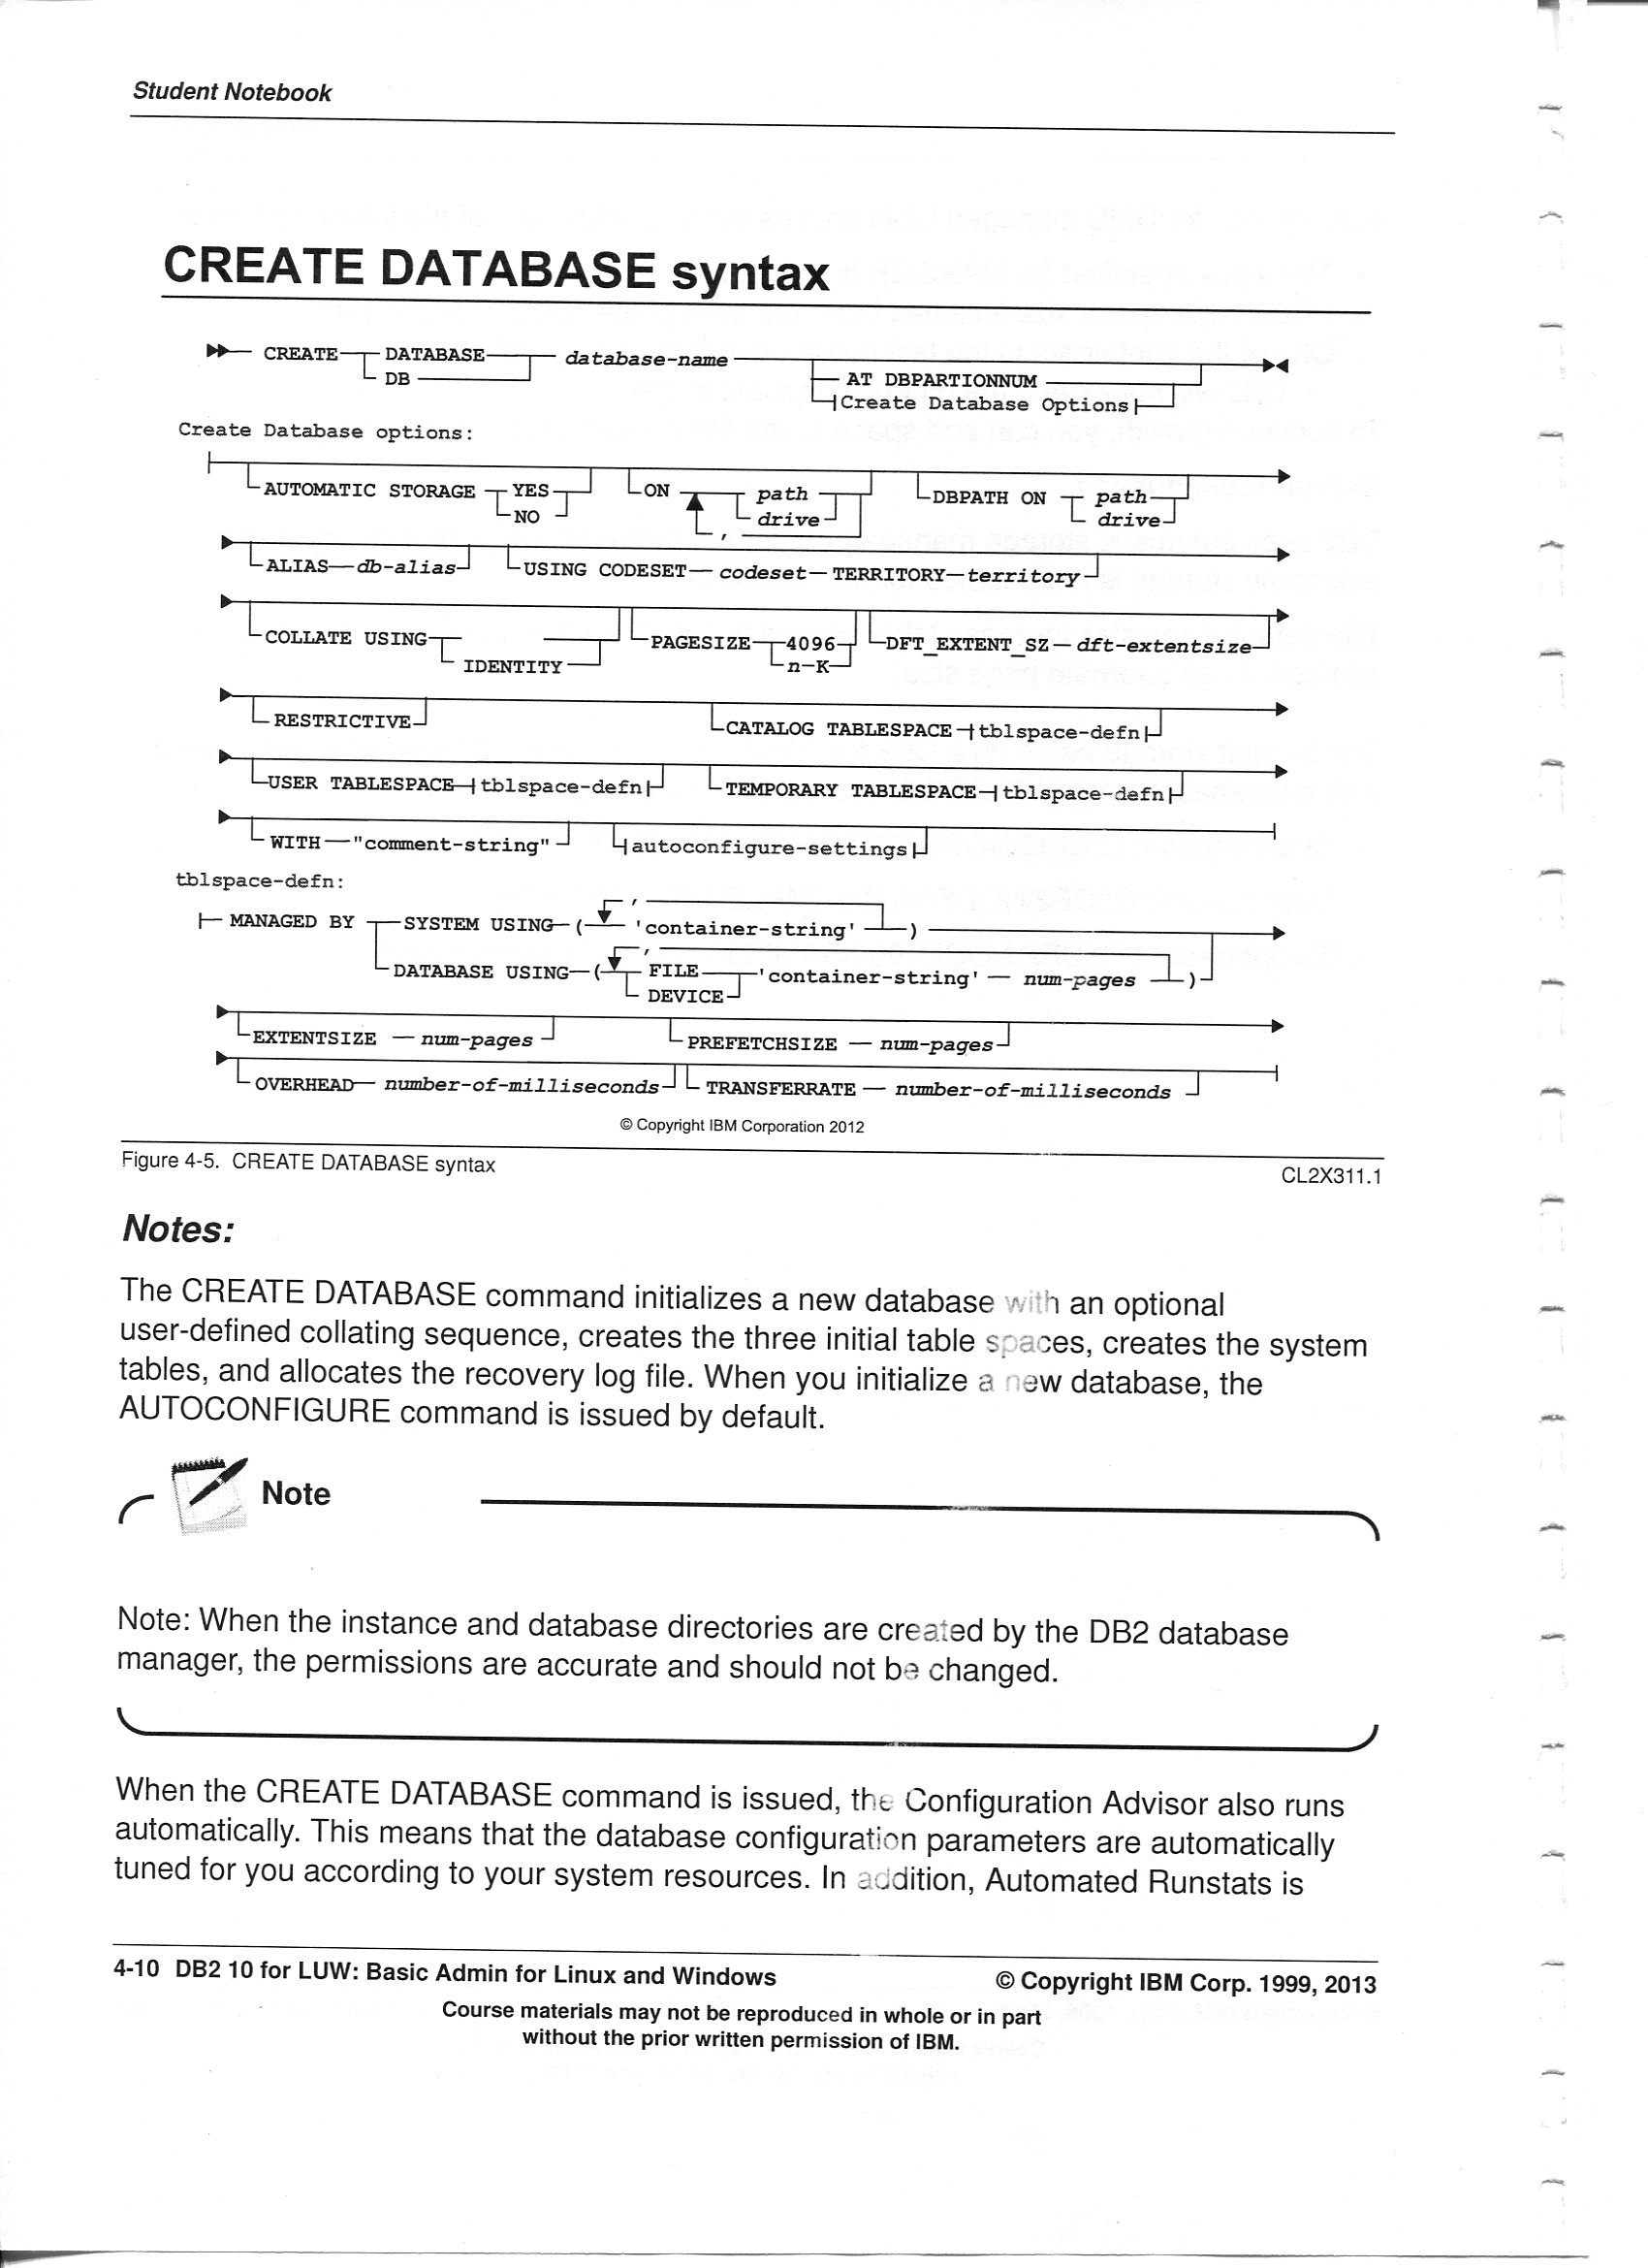 Student Notebook
CREATE DATABASE syntax
CREATE DATABASE database-name
DB
AT DBPARTIONNUM
Create Database Options
Create Database options:
AUTOMATIC STORAGE YES ON path DBPATH ON path
NO drive drive
,
ALIAS db-alias USING CODESET codeset TERRITORY territory
COLLATE USING PAGESIZE 4096 DFT_EXTENT_SZ dft-extentsize
IDENTITY n-K
RESTRICTIVE CATALOG TABLESPACE tblspace-defn
USER TABLESPACE tblspace-defn TEMPORARY TABLESPACE tblspace-defn
WITH "comment-string" autoconfigure-settings
tblspace-defn:
,
MANAGED BY SYSTEM USING ( 'container-string' )
,
DATABASE USING ( FILE 'container-string' num-pages )
DEVICE
EXTENTSIZE num-pages PREFETCHSIZE num-pages
OVERHEAD number-of-milliseconds TRANSFERRATE number-of-milliseconds
© Copyright IBM Corporation 2012
Figure 4-5. CREATE DATABASE syntax CL2X311.1
Notes:
The CREATE DATABASE command initializes a new database with an optional
user-defined collating sequence, creates the three initial table spaces, creates the system
tables, and allocates the recovery log file. When you initialize a new database, the
AUTOCONFIGURE command is issued by default.
Note
Note: When the instance and database directories are created by the DB2 database
manager, the permissions are accurate and should not be changed.
When the CREATE DATABASE command is issued, the Configuration Advisor also runs
automatically. This means that the database configuration parameters are automatically
tuned for you according to your system resources. In addition, Automated Runstats is
4-10 DB2 10 for LUW: Basic Admin for Linux and Windows © Copyright IBM Corp. 1999, 2013
Course materials may not be reproduced in whole or in part
without the prior written permission of IBM.